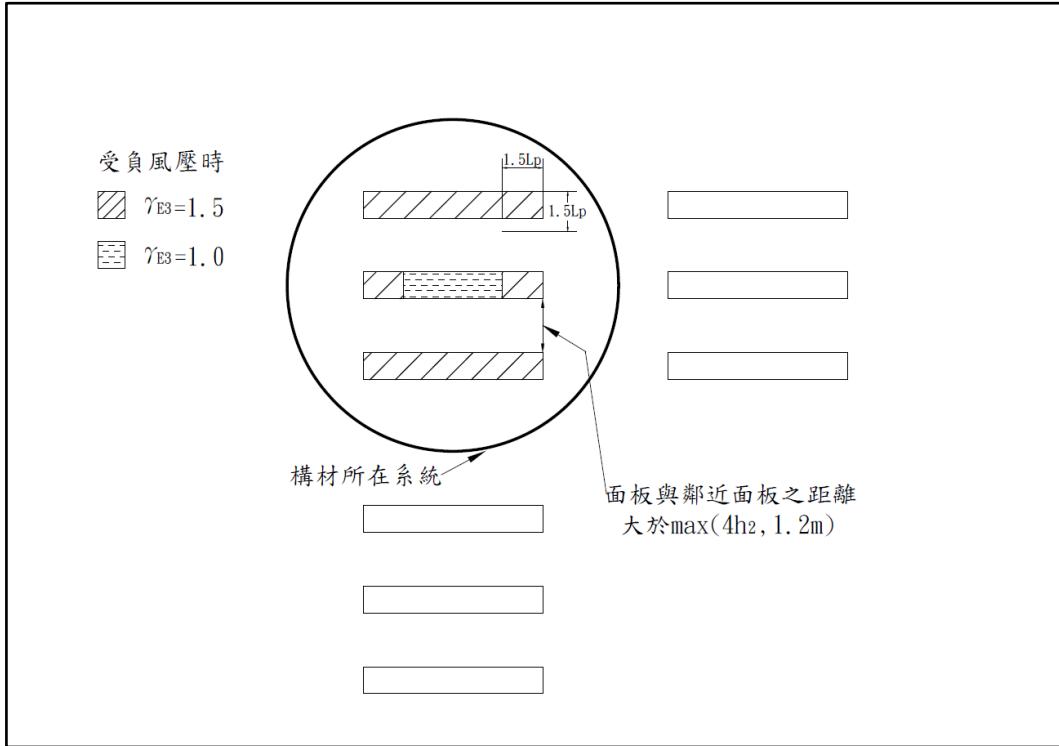 受負風壓時
γE3=1.5
γE3=1.0
1.5Lp
1.5Lp
構材所在系統
面板與鄰近面板之距離
大於max(4h2,1.2m)